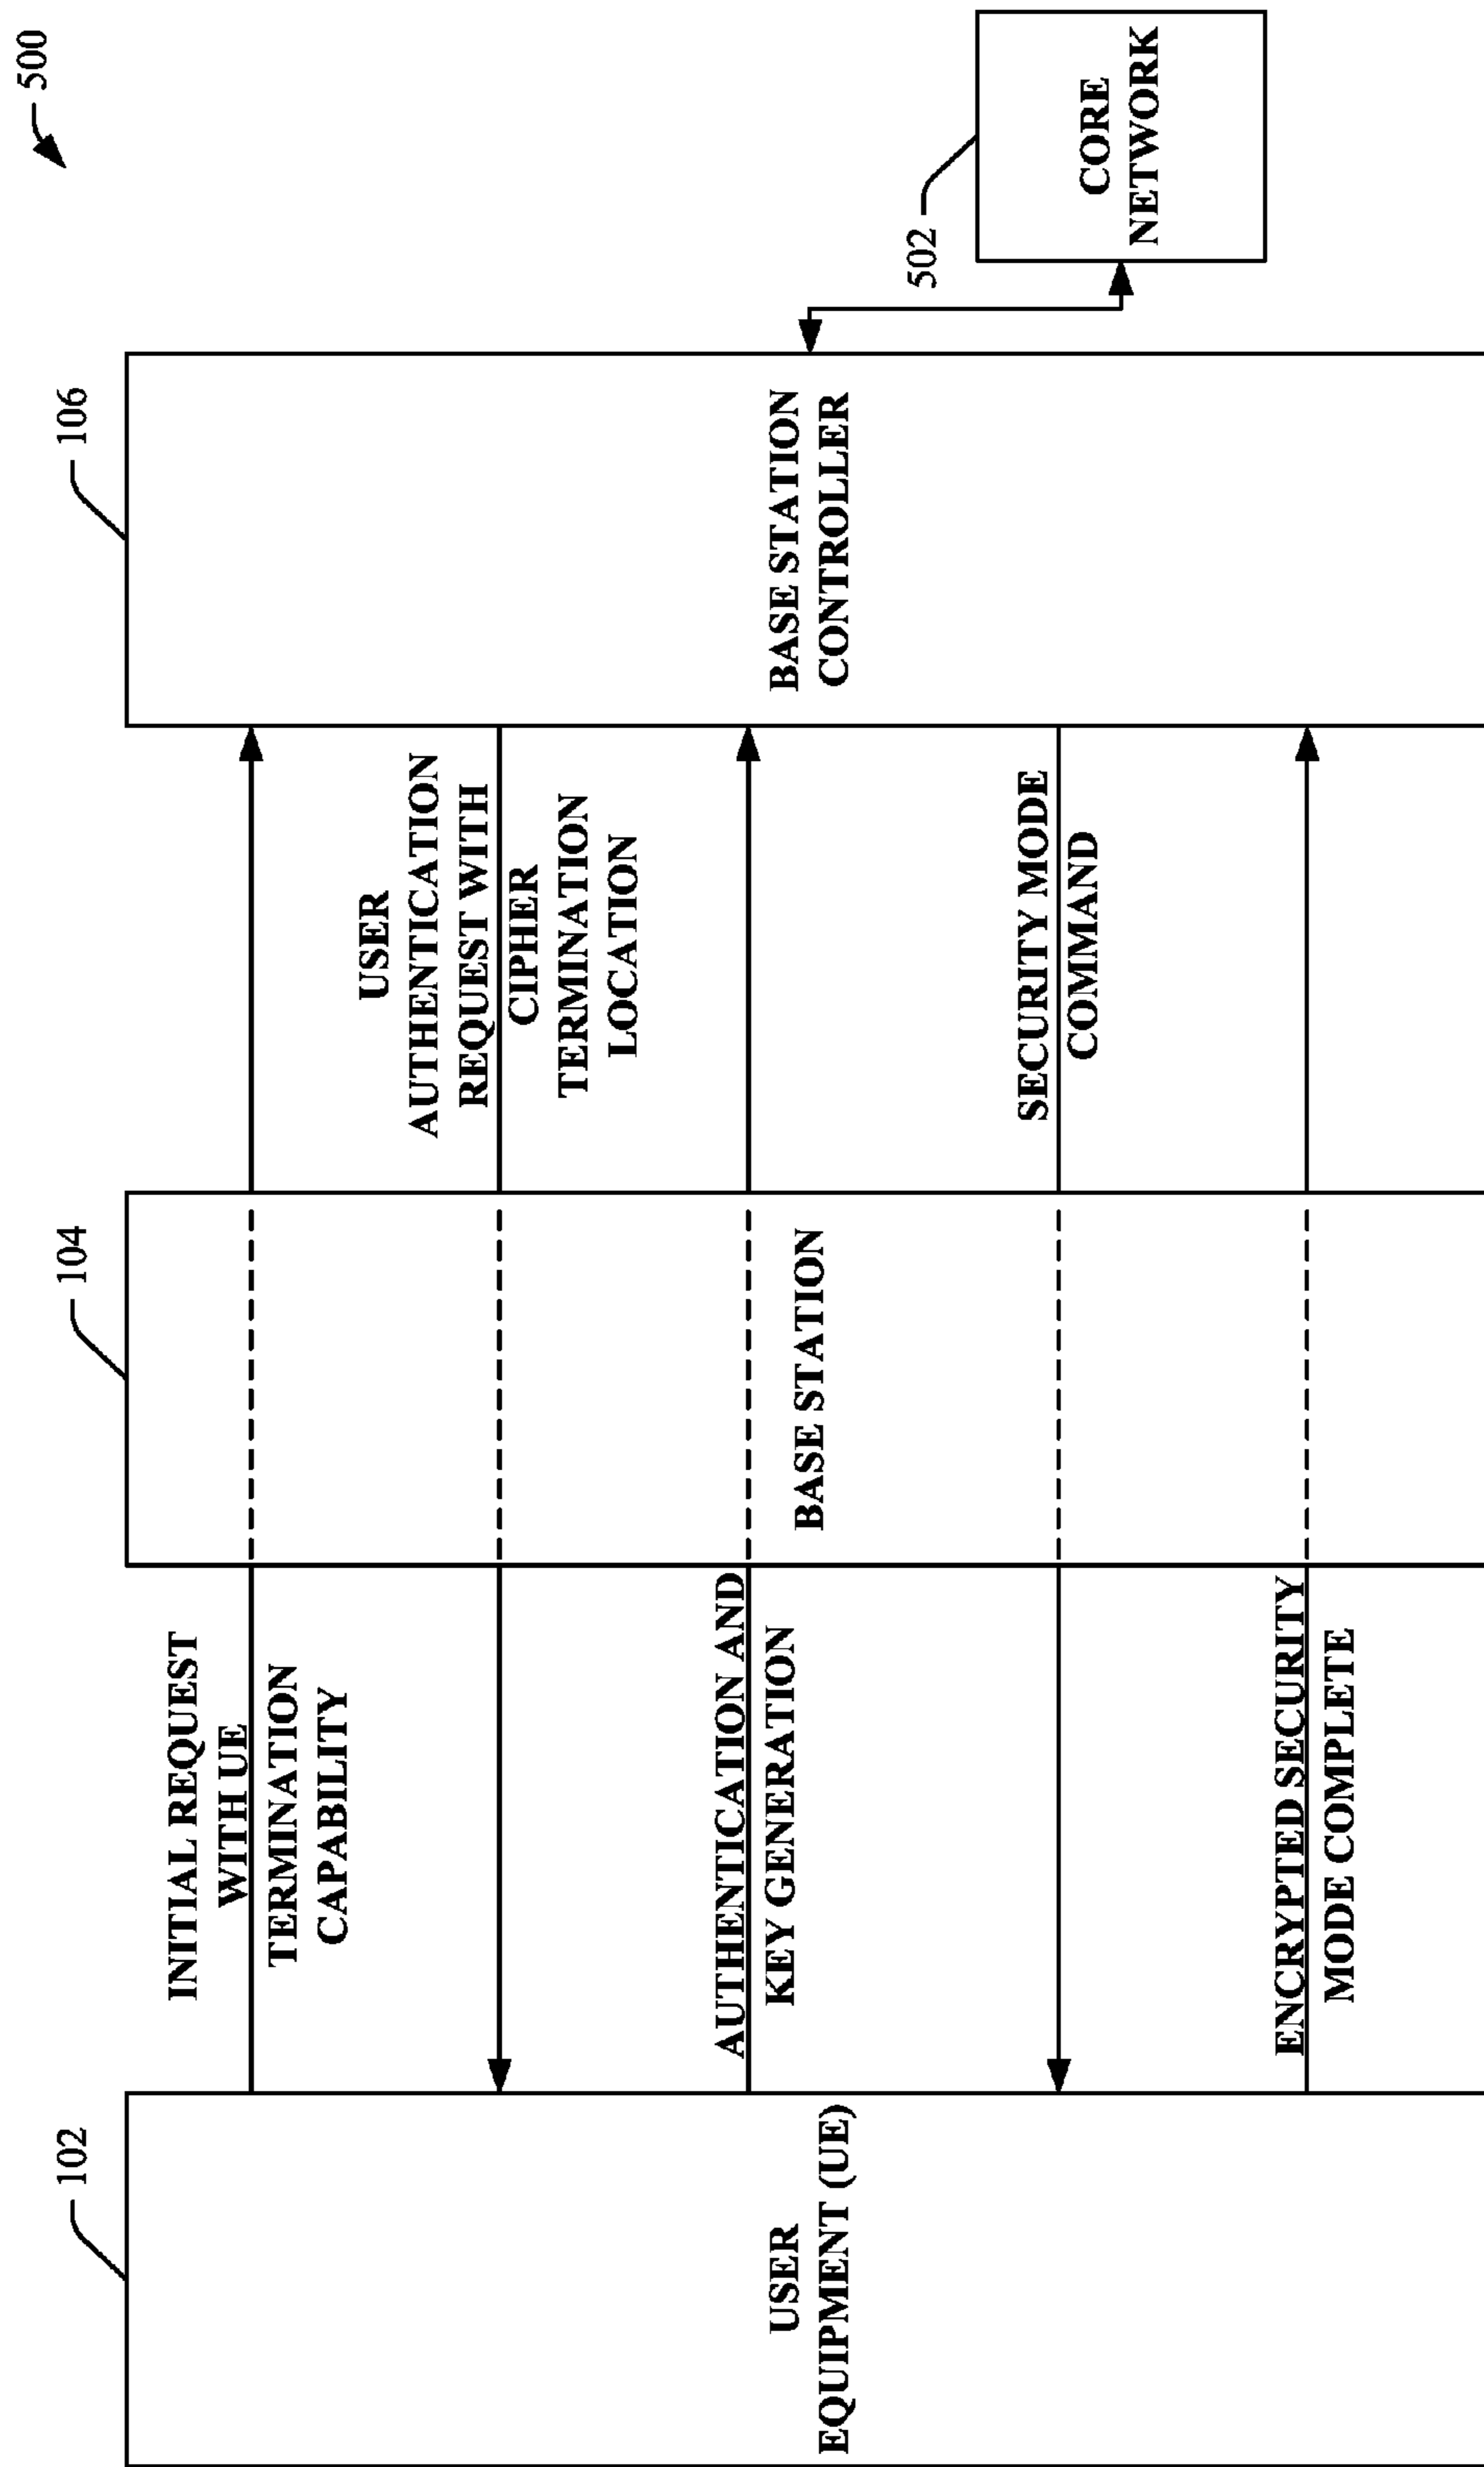 500
102
104
106
502
USER
EQUIPMENT (UE)
INITIAL REQUEST
WITH UE
TERMINATION
CAPABILITY
AUTHENTICATION AND
KEY GENERATION
ENCRYPTED SECURITY
MODE COMPLETE
BASE STATION
USER
AUTHENTICATION
REQUEST WITH
CIPHER
TERMINATION
LOCATION
SECURITY MODE
COMMAND
BASE STATION
CONTROLLER
CORE
NETWORK